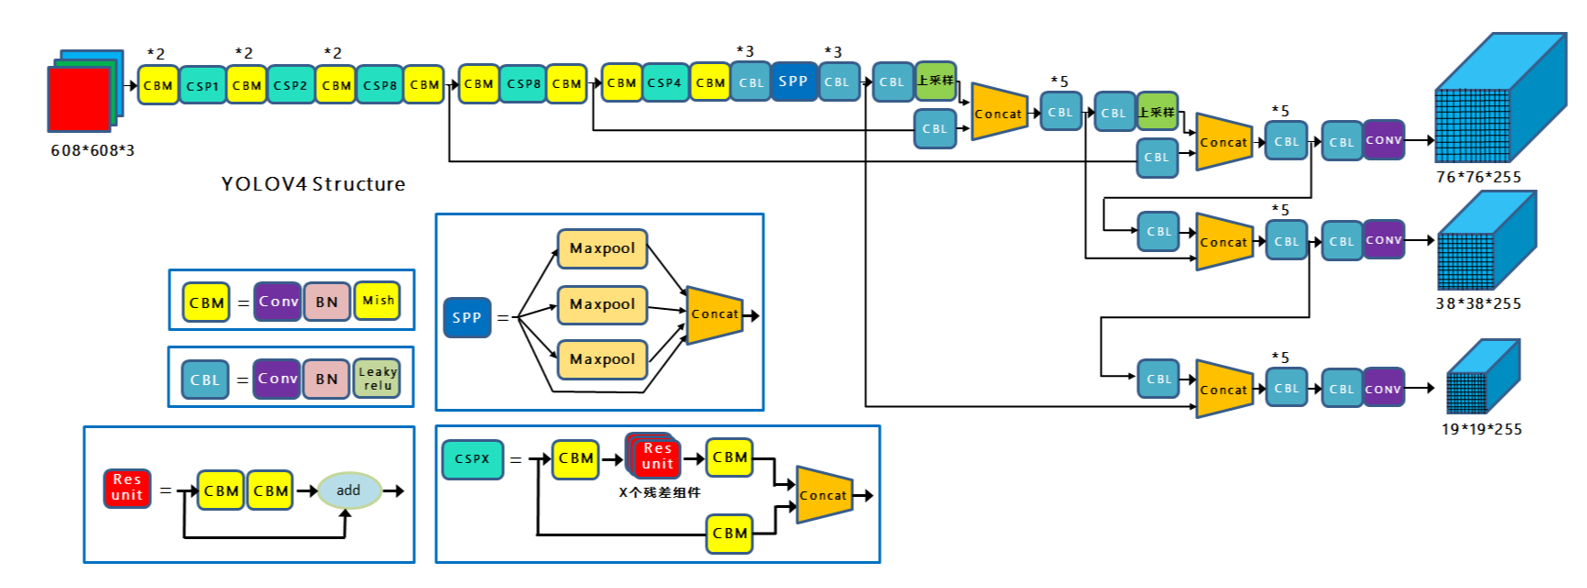 *2
*2
*2
*3
*3
CBM CSP1 CBM CSP2 CBM CSP8 CBM
CBM CSP8 CBM
CBM CSP4 CBM CBL SPP CBL
CBL 上采样
*5
CBL
Concat
CBL
CBL 上采样
*5
CBL
Concat
CBL
CBL CONV
608*608*3
76*76*255
YOLOV4 Structure
*5
CBL
Concat
CBL
CBL CONV
38*38*255
*5
CBL
Concat
CBL
CBL CONV
19*19*255
CBM = Conv BN Mish
CBL = Conv BN Leaky
relu
SPP =
Maxpool
Maxpool
Maxpool
Concat
Res
unit
= CBM CBM add
CSPX = CBM
Res
unit
CBM
X个残差组件
CBM
Concat